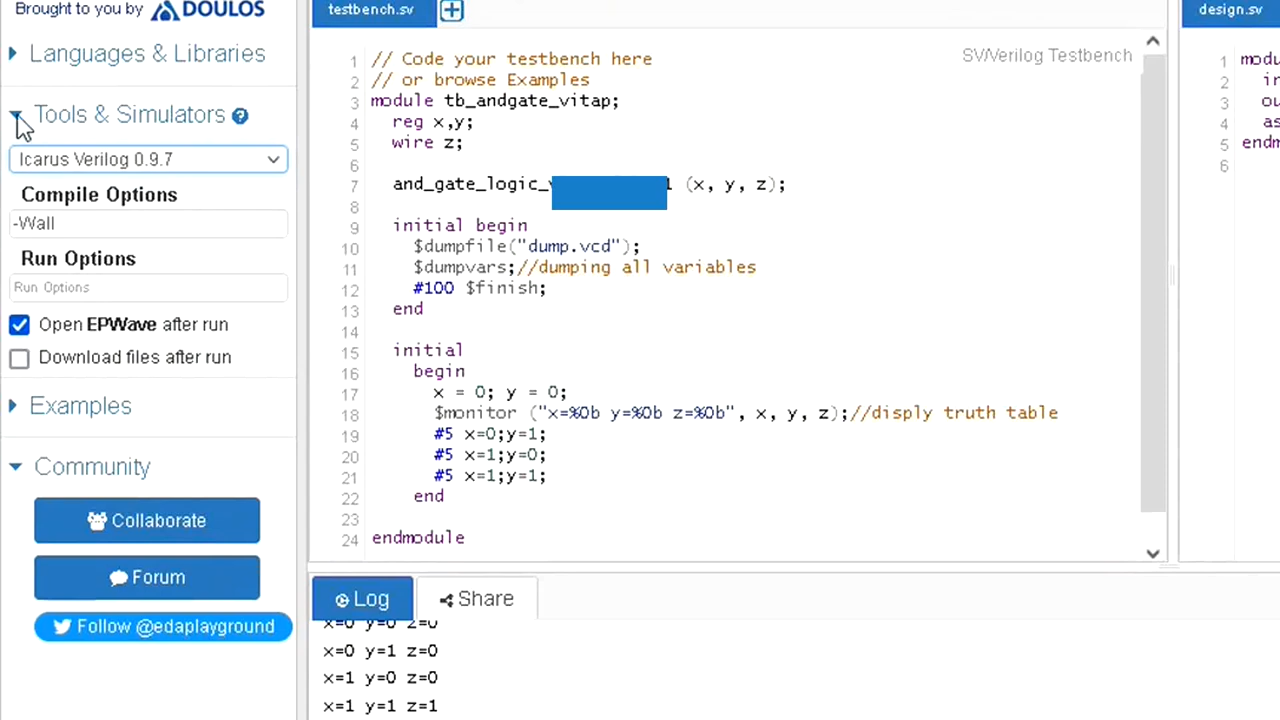 Brought to you by DOULOS
Languages & Libraries
Tools & Simulators ?
Icarus Verilog 0.9.7
Compile Options
-Wall
Run Options
Run Options
Open EPWave after run
Download files after run
Examples
Community
Collaborate
Forum
Follow @edaplayground
testbench.sv
SV/Verilog Testbench
1 // Code your testbench here
2 // or browse Examples
3 module tb_andgate_vitap;
4 reg x,y;
5 wire z;
6
7 and_gate_logic_ 1 (x, y, z);
8
9 initial begin
10 $dumpfile("dump.vcd");
11 $dumpvars;//dumping all variables
12 #100 $finish;
13 end
14
15 initial
16 begin
17 x = 0; y = 0;
18 $monitor ("x=%0b y=%0b z=%0b", x, y, z);//disply truth table
19 #5 x=0;y=1;
20 #5 x=1;y=0;
21 #5 x=1;y=1;
22 end
23
24 endmodule
design.sv
1
2
3
4
5
6
Log
Share
x=0 y=0 z=0
x=0 y=1 z=0
x=1 y=0 z=0
x=1 y=1 z=1